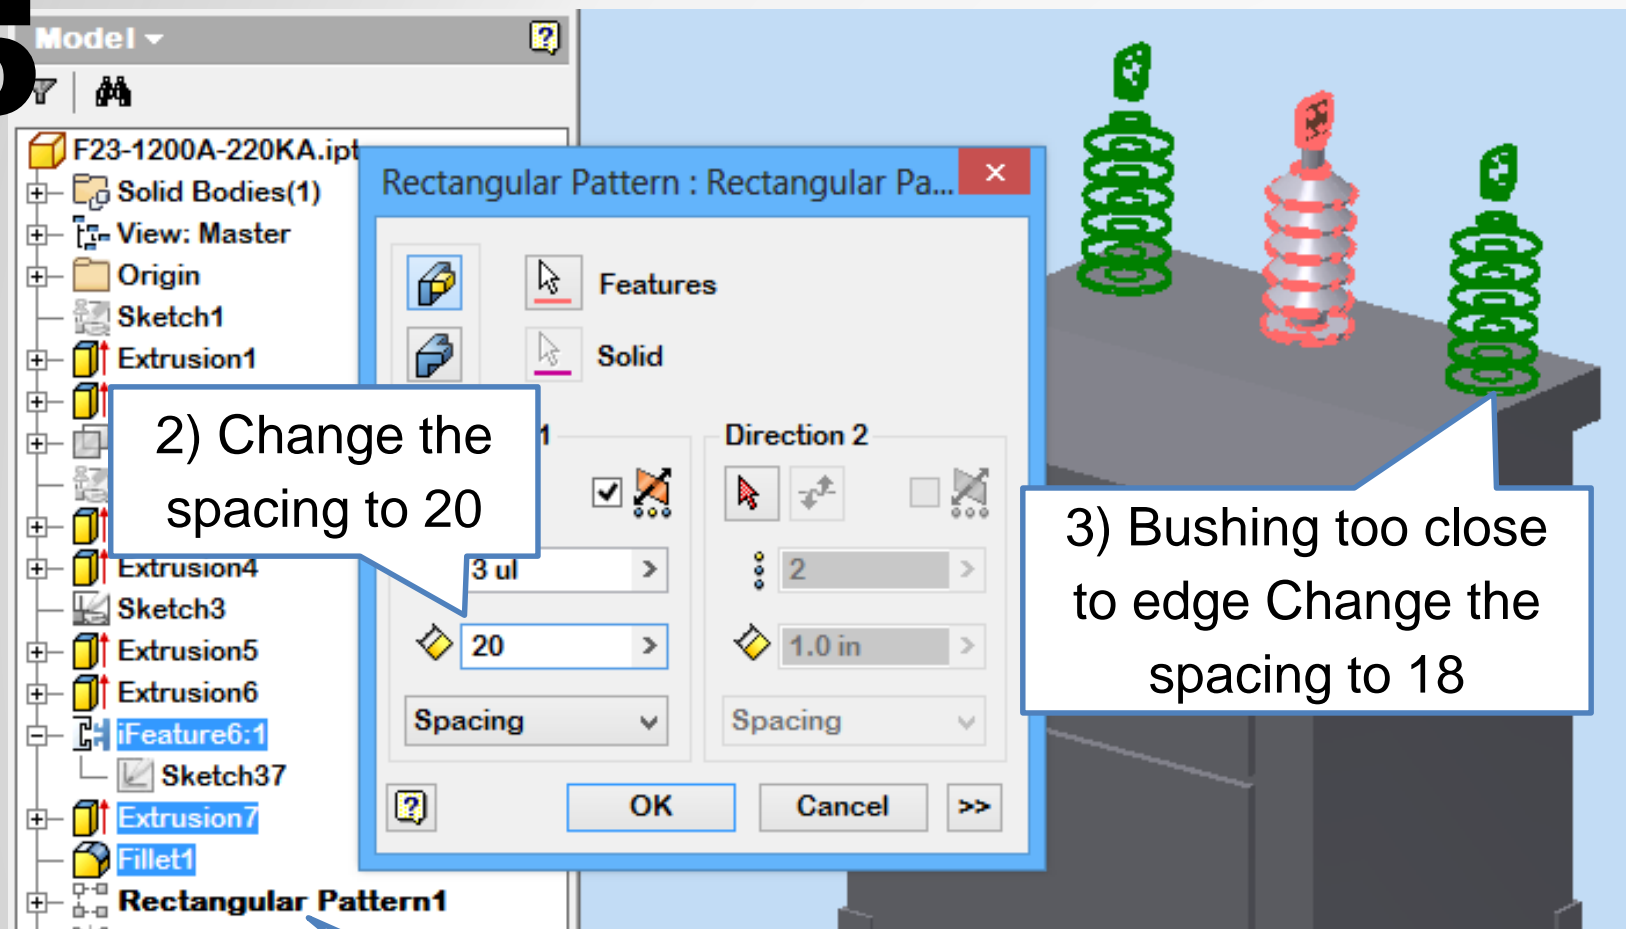 5
Model
F23-1200A-220KA.ipt
Solid Bodies(1)
View: Master
Origin
Sketch1
Extrusion1
Extrusion4
Sketch3
Extrusion5
Extrusion6
iFeature6:1
Sketch37
Extrusion7
Fillet1
Rectangular Pattern1
Rectangular Pattern : Rectangular Pa...
Features
Solid
1
Direction 2
3 ul
2
20
1.0 in
Spacing
Spacing
OK
Cancel
>>
2) Change the
spacing to 20
3) Bushing too close
to edge Change the
spacing to 18